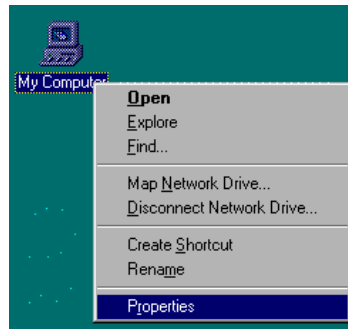 My Computer
Open
Explore
Find...
Map Network Drive...
Disconnect Network Drive...
Create Shortcut
Rename
Properties